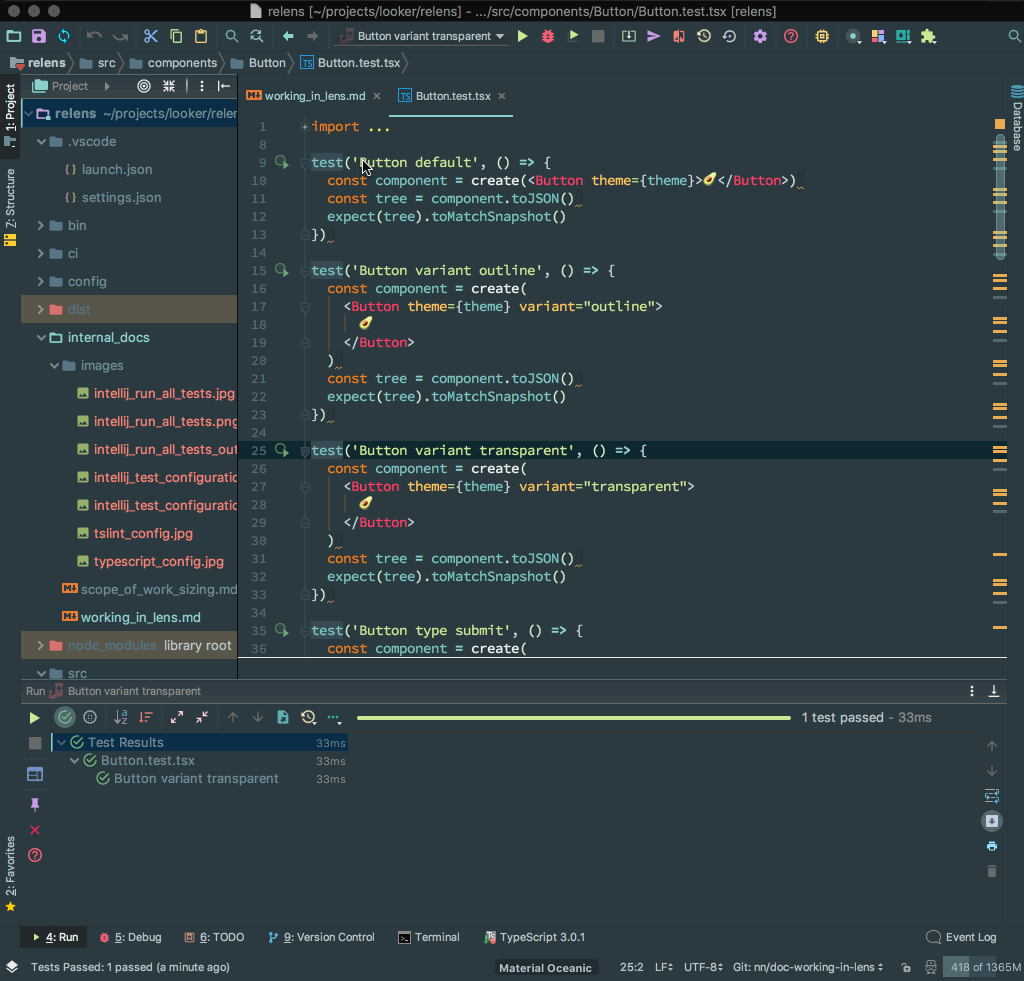 relens [~/projects/looker/relens] - .../src/components/Button/Button.test.tsx [relens]
Button variant transparent
relens
src
components
Button
Button.test.tsx
1: Project
Z: Structure
2: Favorites
Database
Project
relens ~/projects/looker/relen
.vscode
launch.json
settings.json
bin
ci
config
dist
internal_docs
images
intellij_run_all_tests.jpg
intellij_run_all_tests.png
intellij_run_all_tests_out
intellij_test_configuratio
intellij_test_configuratio
tslint_config.jpg
typescript_config.jpg
scope_of_work_sizing.md
working_in_lens.md
node_modules library root
src
working_in_lens.md
Button.test.tsx
1 import ...
8
9 test('Button default', () => {
10 const component = create(<Button theme={theme}>🥑</Button>)
11 const tree = component.toJSON()
12 expect(tree).toMatchSnapshot()
13 })
14
15 test('Button variant outline', () => {
16 const component = create(
17 <Button theme={theme} variant="outline">
18 🥑
19 </Button>
20 )
21 const tree = component.toJSON()
22 expect(tree).toMatchSnapshot()
23 })
24
25 test('Button variant transparent', () => {
26 const component = create(
27 <Button theme={theme} variant="transparent">
28 🥑
29 </Button>
30 )
31 const tree = component.toJSON()
32 expect(tree).toMatchSnapshot()
33 })
34
35 test('Button type submit', () => {
36 const component = create(
Run Button variant transparent
1 test passed - 33ms
Test Results 33ms
Button.test.tsx 33ms
Button variant transparent 33ms
4: Run
5: Debug
6: TODO
9: Version Control
Terminal
TypeScript 3.0.1
Event Log
Tests Passed: 1 passed (a minute ago)
Material Oceanic
25:2
LF
UTF-8
Git: nn/doc-working-in-lens
418 of 1365M